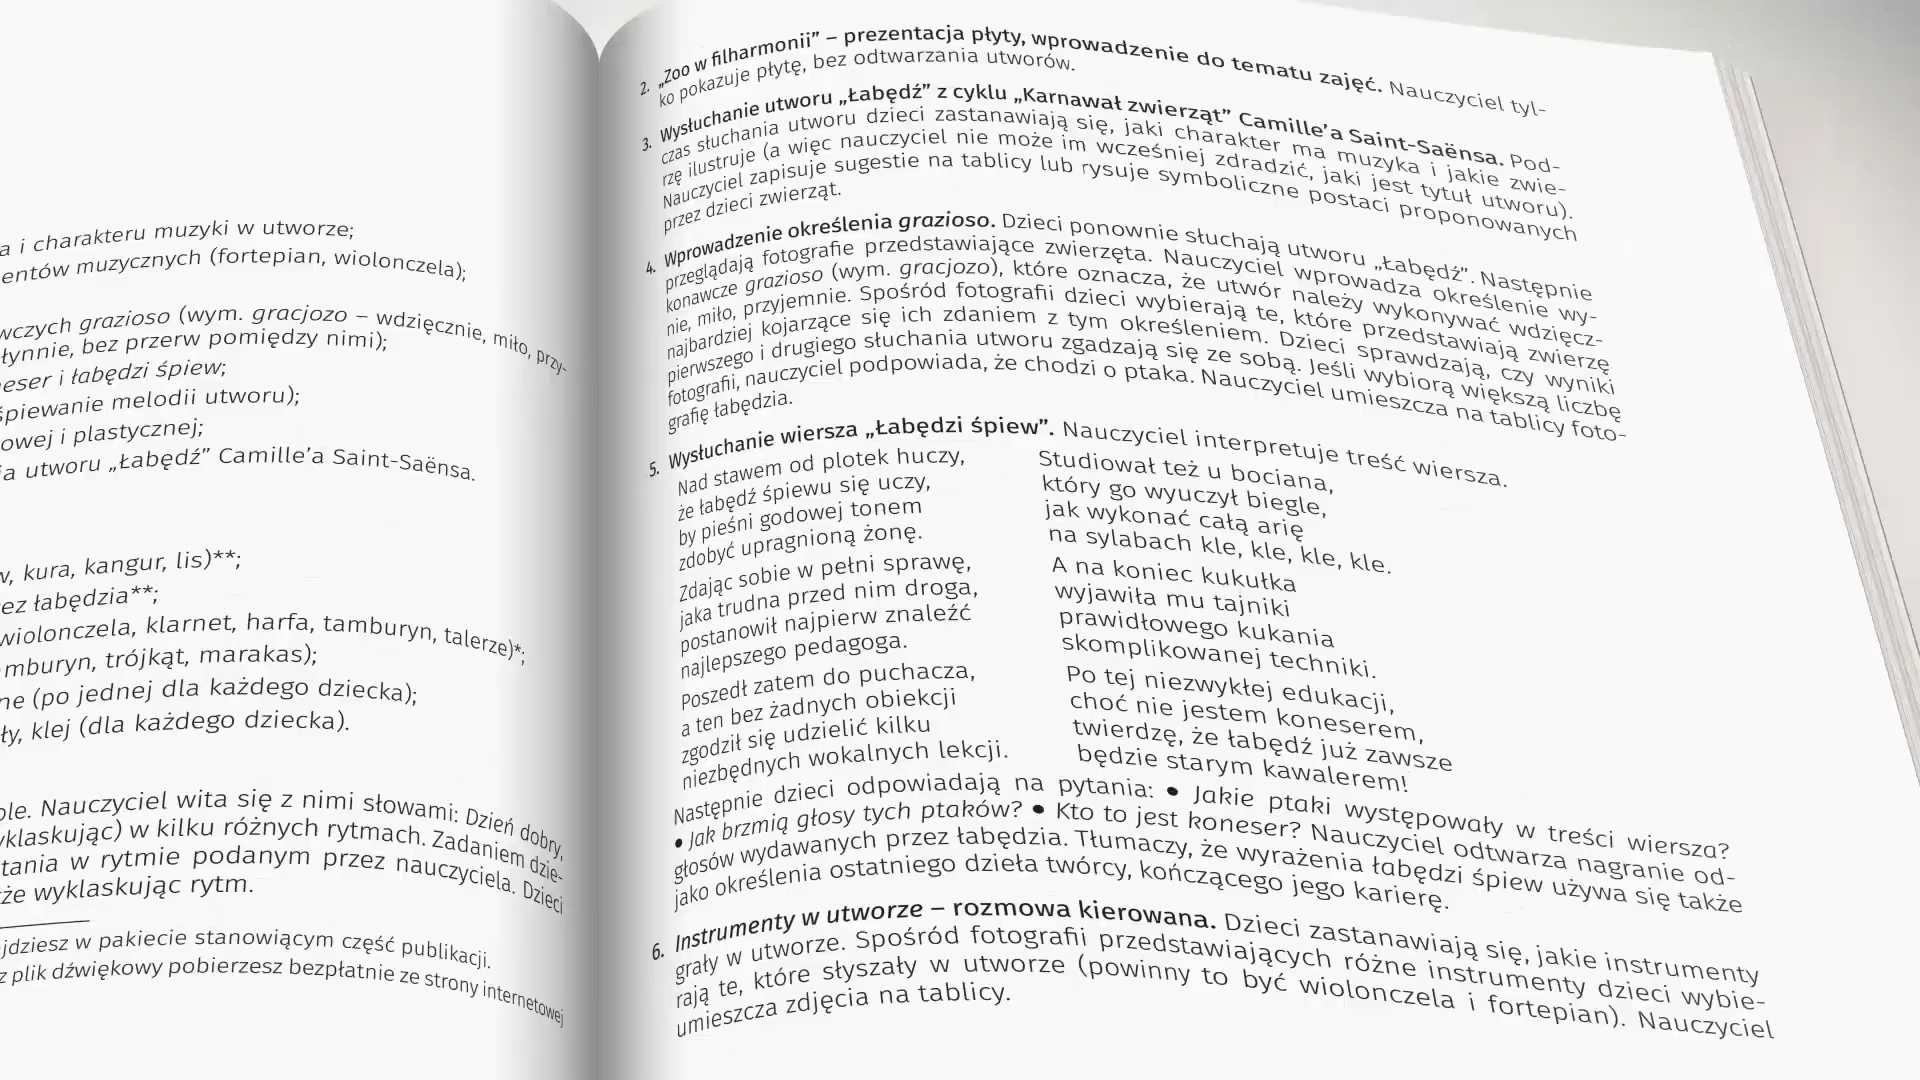 a i charakteru muzyki w utworze;
entów muzycznych (fortepian, wiolonczela);
wczych grazioso (wym. gracjozo – wdzięcznie, miło, przy-
łynnie, bez przerw pomiędzy nimi);
eser i łabędzi śpiew;
śpiewanie melodii utworu);
owej i plastycznej;
ia utworu „Łabędź” Camille’a Saint-Saënsa.
w, kura, kangur, lis)**;
ez łabędzia**;
wiolonczela, klarnet, harfa, tamburyn, talerze)*;
mburyn, trójkąt, marakas);
ne (po jednej dla każdego dziecka);
ły, klej (dla każdego dziecka).
ole. Nauczyciel wita się z nimi słowami: Dzień dobry,
yklaskując) w kilku różnych rytmach. Zadaniem dzie-
tania w rytmie podanym przez nauczyciela. Dzieci
że wyklaskując rytm.
jdziesz w pakiecie stanowiącym część publikacji.
z plik dźwiękowy pobierzesz bezpłatnie ze strony internetowej
2. „Zoo w filharmonii” – prezentacja płyty, wprowadzenie do tematu zajęć. Nauczyciel tyl-
ko pokazuje płytę, bez odtwarzania utworów.
3. Wysłuchanie utworu „Łabędź” z cyklu „Karnawał zwierząt” Camille’a Saint-Saënsa. Pod-
czas słuchania utworu dzieci zastanawiają się, jaki charakter ma muzyka i jakie zwie-
rzę ilustruje (a więc nauczyciel nie może im wcześniej zdradzić, jaki jest tytuł utworu).
Nauczyciel zapisuje sugestie na tablicy lub rysuje symboliczne postaci proponowanych
przez dzieci zwierząt.
4. Wprowadzenie określenia grazioso. Dzieci ponownie słuchają utworu „Łabędź”. Następnie
przeglądają fotografie przedstawiające zwierzęta. Nauczyciel wprowadza określenie wy-
konawcze grazioso (wym. gracjozo), które oznacza, że utwór należy wykonywać wdzięcz-
nie, miło, przyjemnie. Spośród fotografii dzieci wybierają te, które przedstawiają zwierzę
najbardziej kojarzące się ich zdaniem z tym określeniem. Dzieci sprawdzają, czy wyniki
pierwszego i drugiego słuchania utworu zgadzają się ze sobą. Jeśli wybiorą większą liczbę
fotografii, nauczyciel podpowiada, że chodzi o ptaka. Nauczyciel umieszcza na tablicy foto-
grafię łabędzia.
5. Wysłuchanie wiersza „Łabędzi śpiew”. Nauczyciel interpretuje treść wiersza.
Nad stawem od plotek huczy,
że łabędź śpiewu się uczy,
by pieśni godowej tonem
zdobyć upragnioną żonę.
Zdając sobie w pełni sprawę,
jaka trudna przed nim droga,
postanowił najpierw znaleźć
najlepszego pedagoga.
Poszedł zatem do puchacza,
a ten bez żadnych obiekcji
zgodził się udzielić kilku
niezbędnych wokalnych lekcji.
Studiował też u bociana,
który go wyuczył biegle,
jak wykonać całą arię
na sylabach kle, kle, kle, kle.
A na koniec kukułka
wyjawiła mu tajniki
prawidłowego kukania
skomplikowanej techniki.
Po tej niezwykłej edukacji,
choć nie jestem koneserem,
twierdzę, że łabędź już zawsze
będzie starym kawalerem!
Następnie dzieci odpowiadają na pytania: • Jakie ptaki występowały w treści wiersza?
• Jak brzmią głosy tych ptaków? • Kto to jest koneser? Nauczyciel odtwarza nagranie od-
głosów wydawanych przez łabędzia. Tłumaczy, że wyrażenia łabędzi śpiew używa się także
jako określenia ostatniego dzieła twórcy, kończącego jego karierę.
6. Instrumenty w utworze – rozmowa kierowana. Dzieci zastanawiają się, jakie instrumenty
grały w utworze. Spośród fotografii przedstawiających różne instrumenty dzieci wybie-
rają te, które słyszały w utworze (powinny to być wiolonczela i fortepian). Nauczyciel
umieszcza zdjęcia na tablicy.